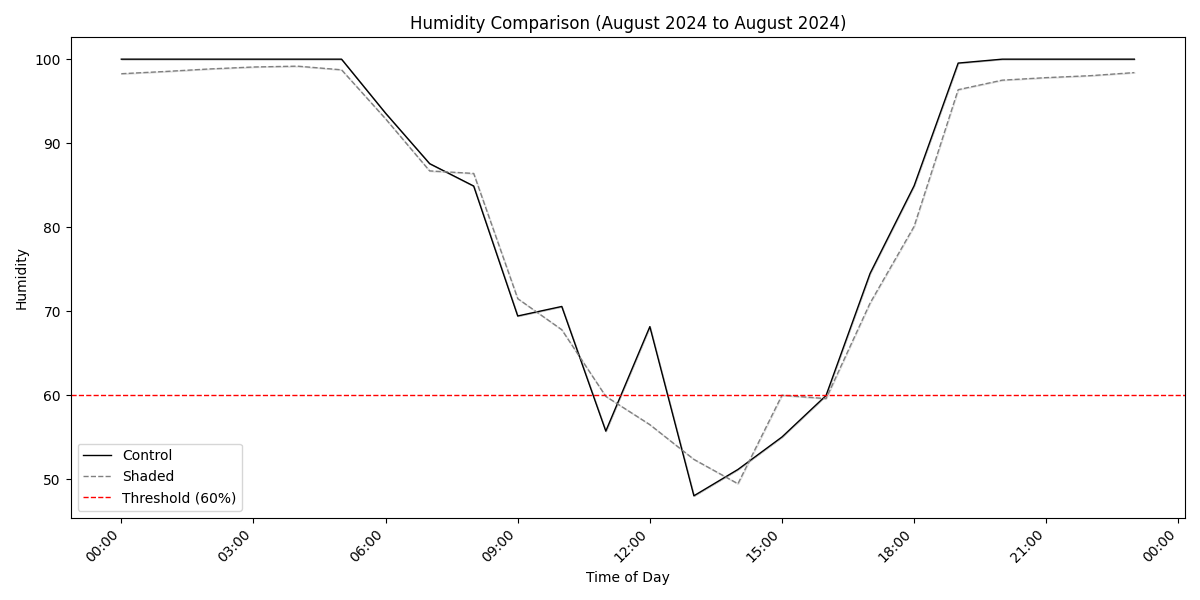 Humidity Comparison (August 2024 to August 2024)
Humidity
100
90
80
70
60
50
Control
Shaded
Threshold (60%)
00:00
03:00
06:00
09:00
12:00
15:00
18:00
21:00
00:00
Time of Day